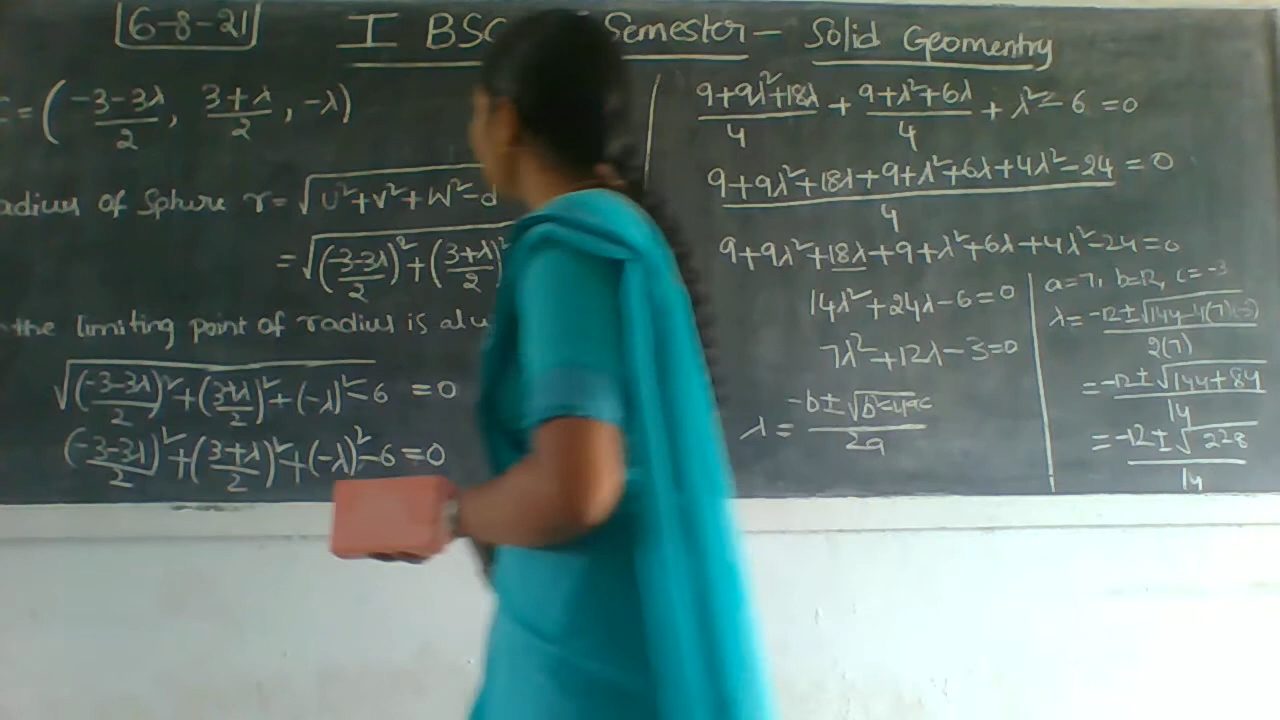 6-8-21
I BSC Semester - Solid Geomentry
= (-3-3λ/2, 3+λ/2, -λ)
adius of Sphere r = √U²+V²+W²-d
= √(-3-3λ/2)²+(3+λ/2)²
the limiting point of radius is
√(-3-3λ/2)²+(3+λ/2)²+(-λ)²-6 = 0
(-3-3λ/2)²+(3+λ/2)²+(-λ)²-6 = 0
9+9λ²+18λ/4 + 9+λ²+6λ/4 + λ²-6 = 0
9+9λ²+18λ+9+λ²+6λ+4λ²-24/4 = 0
9+9λ²+18λ+9+λ²+6λ+4λ²-24=0
14λ²+24λ-6=0
7λ²+12λ-3=0
λ = -b±√b²-4ac/2a
a=7, b=12, c=-3
λ = -12±√144-4(7)(-3)/2(7)
= -12±√144+84/14
= -12±√228/14